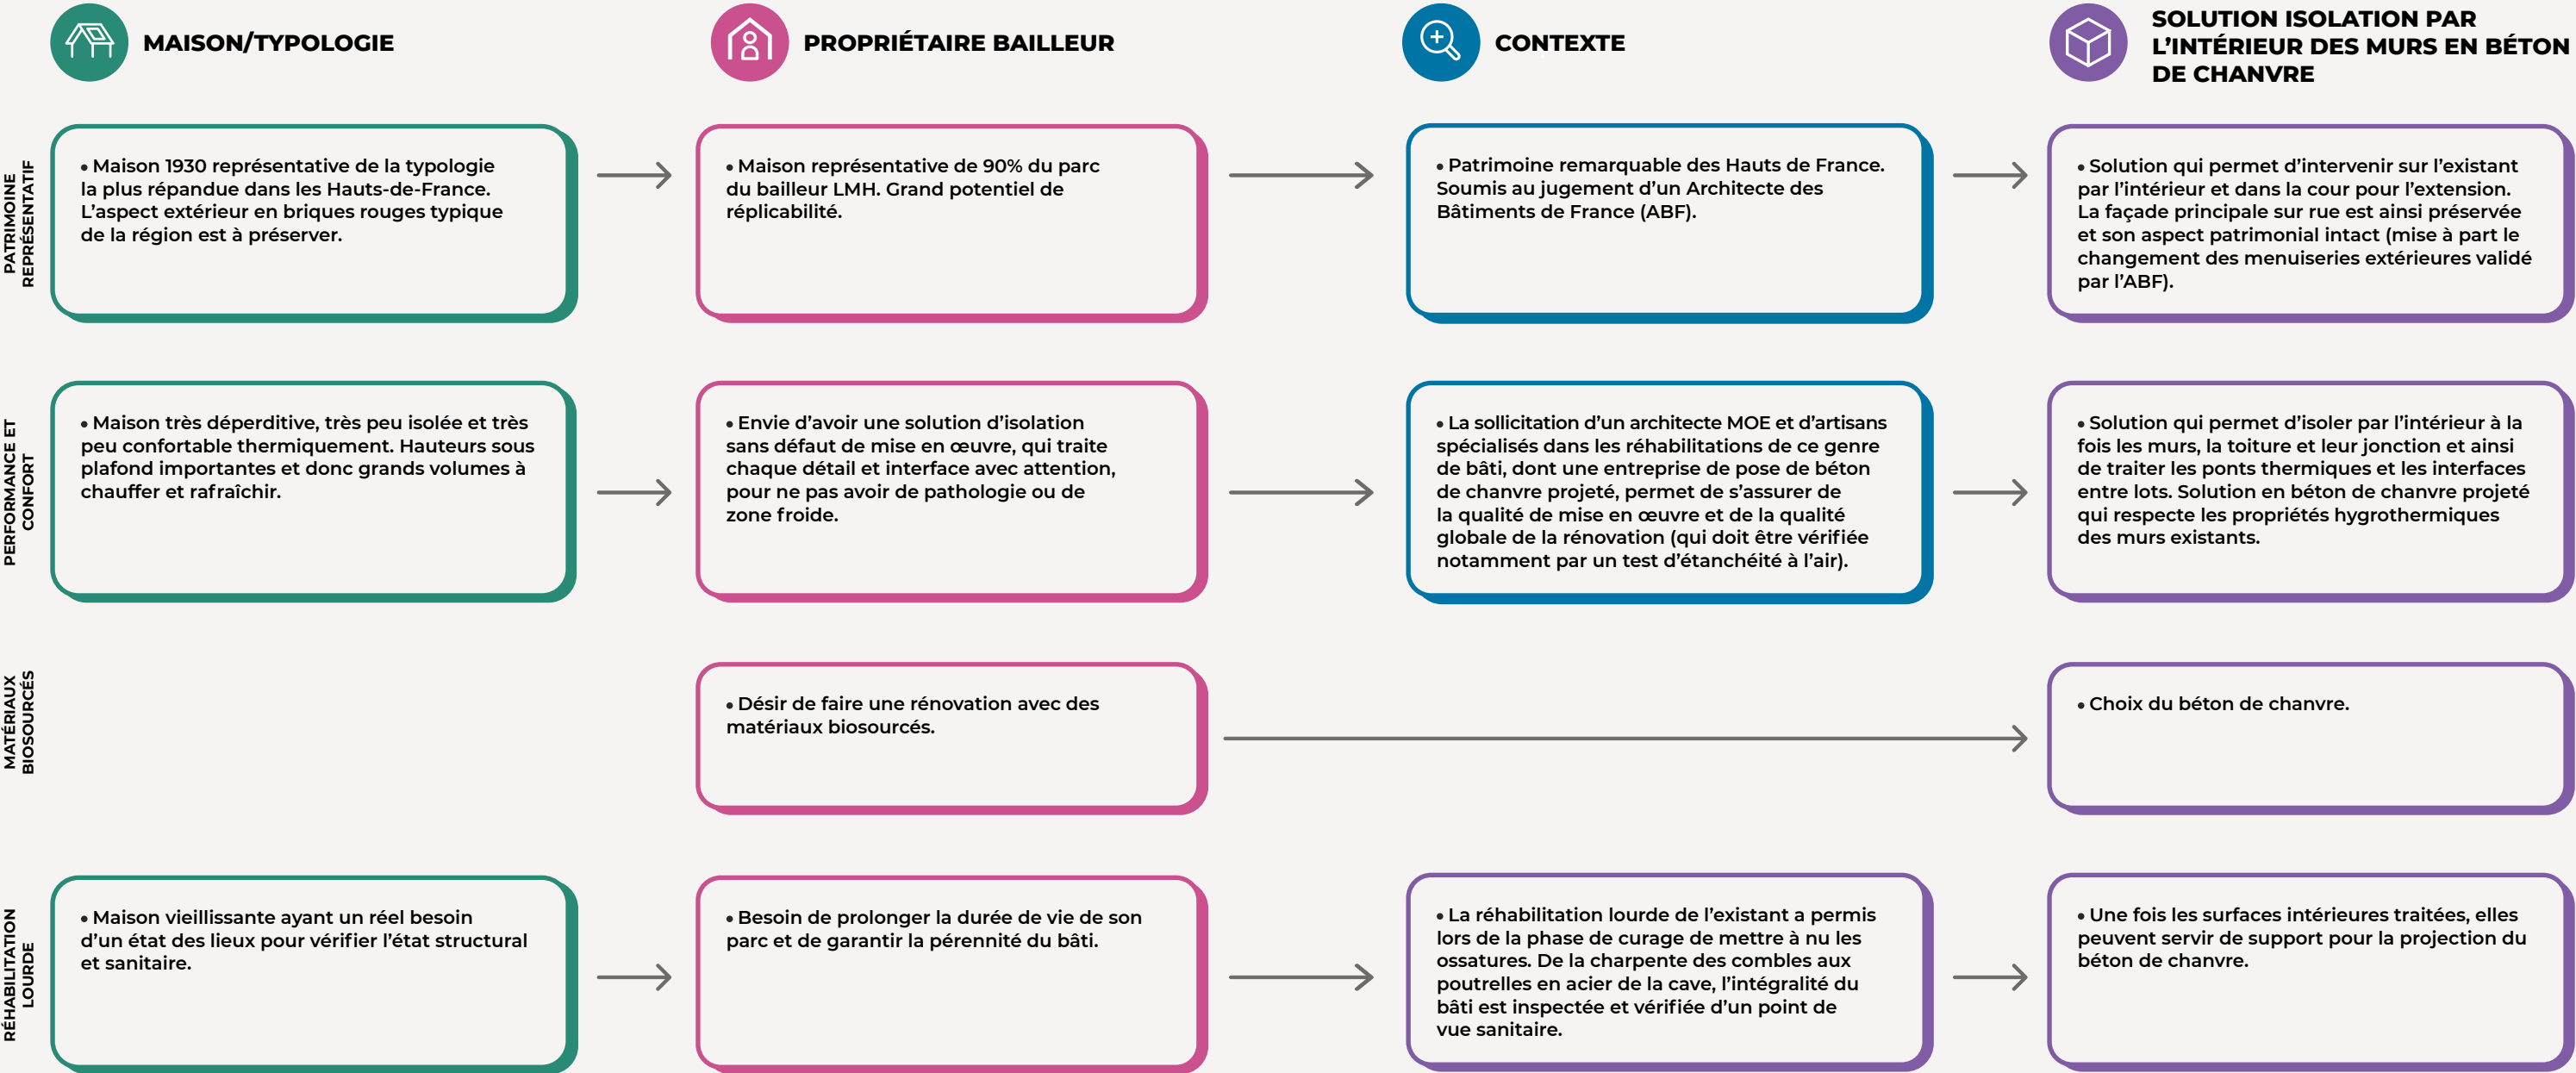 MAISON/TYPOLOGIE
PROPRIÉTAIRE BAILLEUR
CONTEXTE
SOLUTION ISOLATION PAR
L’INTÉRIEUR DES MURS EN BÉTON
DE CHANVRE
PATRIMOINE
REPRÉSENTATIF
• Maison 1930 représentative de la typologie
la plus répandue dans les Hauts-de-France.
L’aspect extérieur en briques rouges typique
de la région est à préserver.
• Maison représentative de 90% du parc
du bailleur LMH. Grand potentiel de
réplicabilité.
• Patrimoine remarquable des Hauts de France.
Soumis au jugement d’un Architecte des
Bâtiments de France (ABF).
• Solution qui permet d’intervenir sur l’existant
par l’intérieur et dans la cour pour l’extension.
La façade principale sur rue est ainsi préservée
et son aspect patrimonial intact (mise à part le
changement des menuiseries extérieures validé
par l’ABF).
PERFORMANCE ET
CONFORT
• Maison très déperditive, très peu isolée et très
peu confortable thermiquement. Hauteurs sous
plafond importantes et donc grands volumes à
chauffer et rafraîchir.
• Envie d’avoir une solution d’isolation
sans défaut de mise en œuvre, qui traite
chaque détail et interface avec attention,
pour ne pas avoir de pathologie ou de
zone froide.
• La sollicitation d’un architecte MOE et d’artisans
spécialisés dans les réhabilitations de ce genre
de bâti, dont une entreprise de pose de béton
de chanvre projeté, permet de s’assurer de
la qualité de mise en œuvre et de la qualité
globale de la rénovation (qui doit être vérifiée
notamment par un test d’étanchéité à l’air).
• Solution qui permet d’isoler par l’intérieur à la
fois les murs, la toiture et leur jonction et ainsi
de traiter les ponts thermiques et les interfaces
entre lots. Solution en béton de chanvre projeté
qui respecte les propriétés hygrothermiques
des murs existants.
MATÉRIAUX
BIOSOURCÉS
• Désir de faire une rénovation avec des
matériaux biosourcés.
• Choix du béton de chanvre.
RÉHABILITATION
LOURDE
• Maison vieillissante ayant un réel besoin
d’un état des lieux pour vérifier l’état structural
et sanitaire.
• Besoin de prolonger la durée de vie de son
parc et de garantir la pérennité du bâti.
• La réhabilitation lourde de l’existant a permis
lors de la phase de curage de mettre à nu les
ossatures. De la charpente des combles aux
poutrelles en acier de la cave, l’intégralité du
bâti est inspectée et vérifiée d’un point de
vue sanitaire.
• Une fois les surfaces intérieures traitées, elles
peuvent servir de support pour la projection du
béton de chanvre.